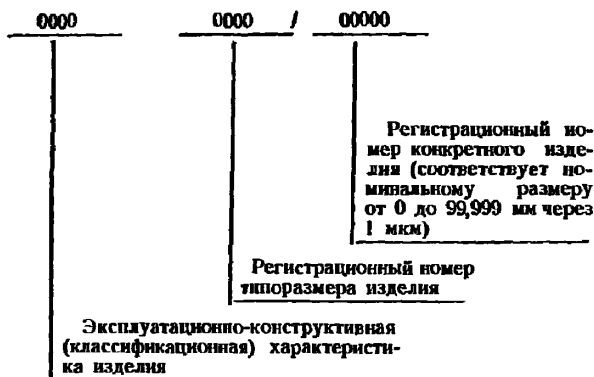 0000 0000 / 00000
Регистрационный но-
мер конкретного изде-
лия (соответствует но-
минальному размеру
от 0 до 99,999 мм через
1 мкм)
Регистрационный номер
типоразмера изделия
Эксплуатационно-конструктивная
(классификационная) характеристи-
ка изделия